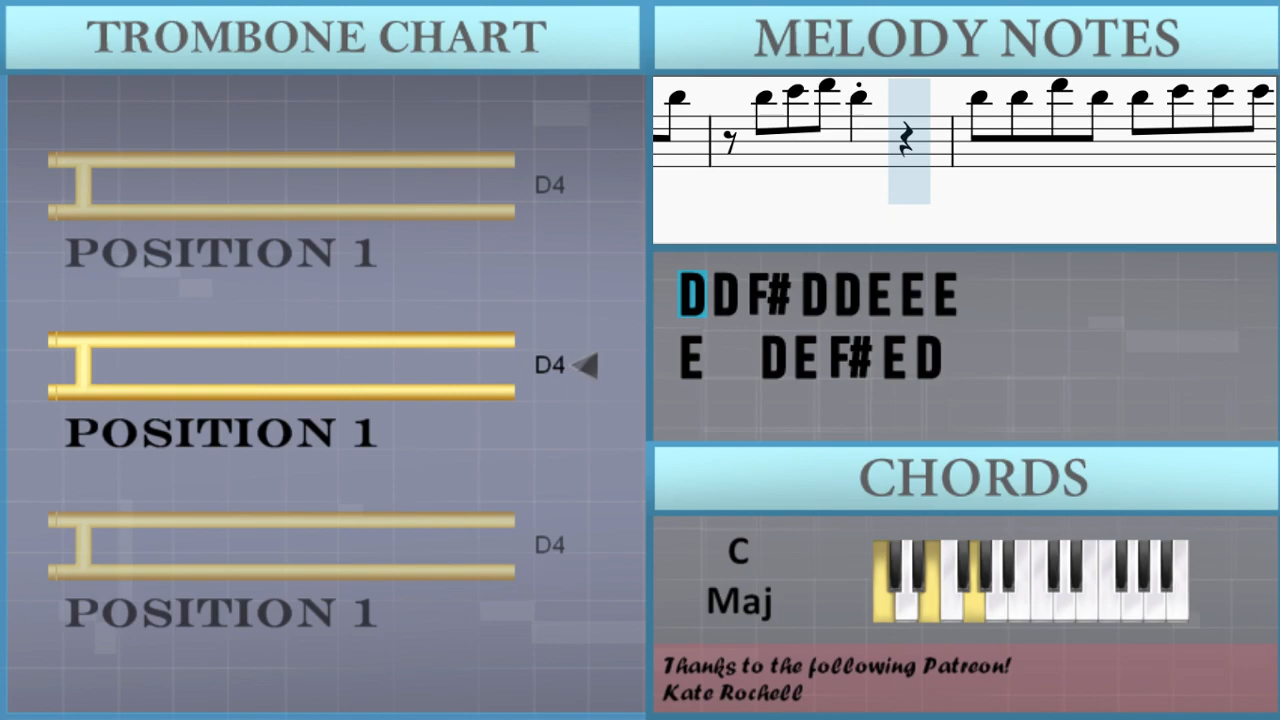 TROMBONE CHART
D4
POSITION 1
D4
POSITION 1
D4
POSITION 1
MELODY NOTES
D D F# D D E E E
E D E F# E D
CHORDS
C
Maj
Thanks to the following Patreon!
Kate Rochell